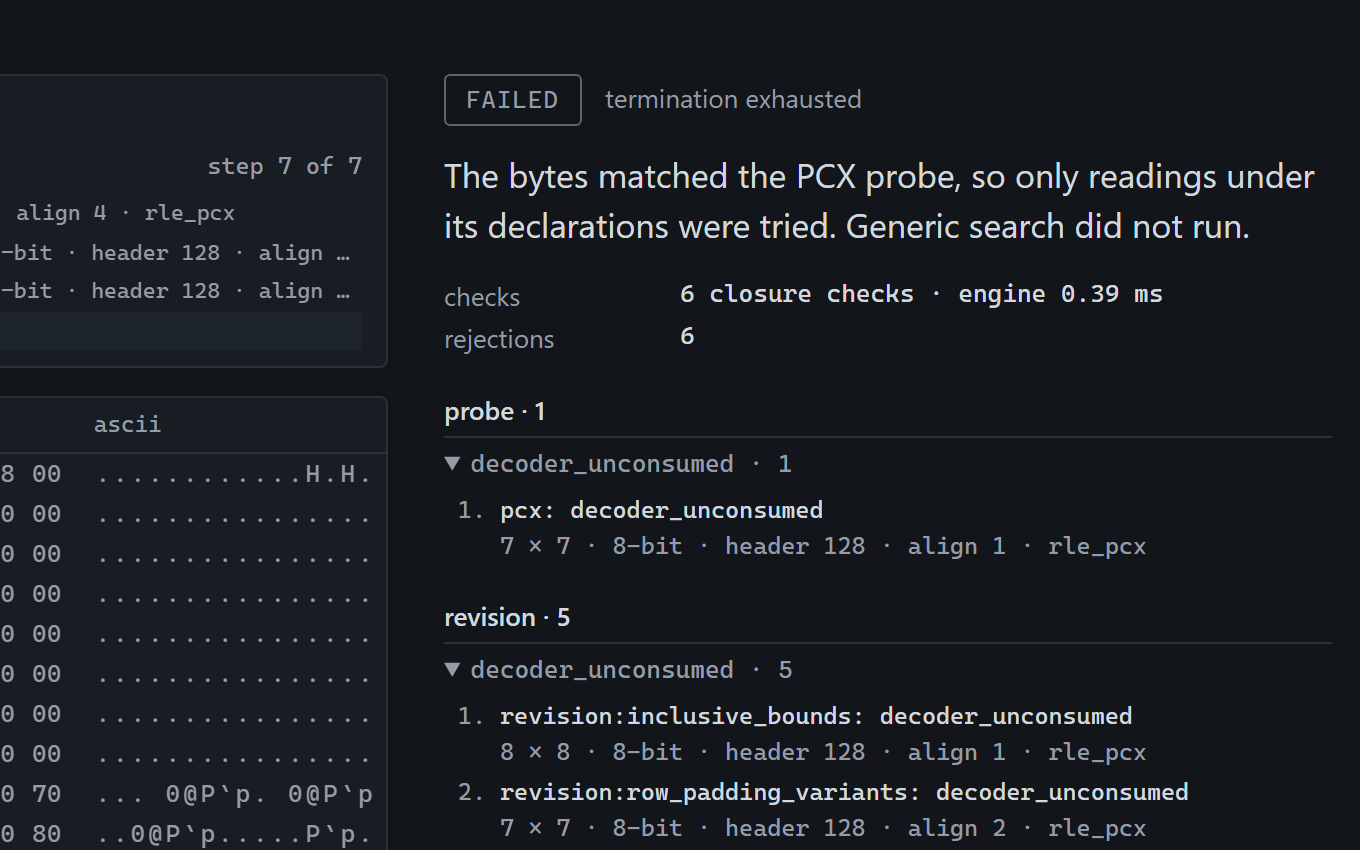 step 7 of 7
align 4 · rle_pcx
-bit · header 128 · align …
-bit · header 128 · align …
ascii
8 00 ............H.H.
0 00 ................
0 00 ................
0 00 ................
0 00 ................
0 00 ................
0 00 ................
0 00 ................
0 70 ... 0@P`p. 0@P`p
0 80 ..0@P`p.....P`p.
FAILED termination exhausted
The bytes matched the PCX probe, so only readings under
its declarations were tried. Generic search did not run.
checks 6 closure checks · engine 0.39 ms
rejections 6
probe · 1
▼ decoder_unconsumed · 1
1. pcx: decoder_unconsumed
7 × 7 · 8-bit · header 128 · align 1 · rle_pcx
revision · 5
▼ decoder_unconsumed · 5
1. revision:inclusive_bounds: decoder_unconsumed
8 × 8 · 8-bit · header 128 · align 1 · rle_pcx
2. revision:row_padding_variants: decoder_unconsumed
7 × 7 · 8-bit · header 128 · align 2 · rle_pcx